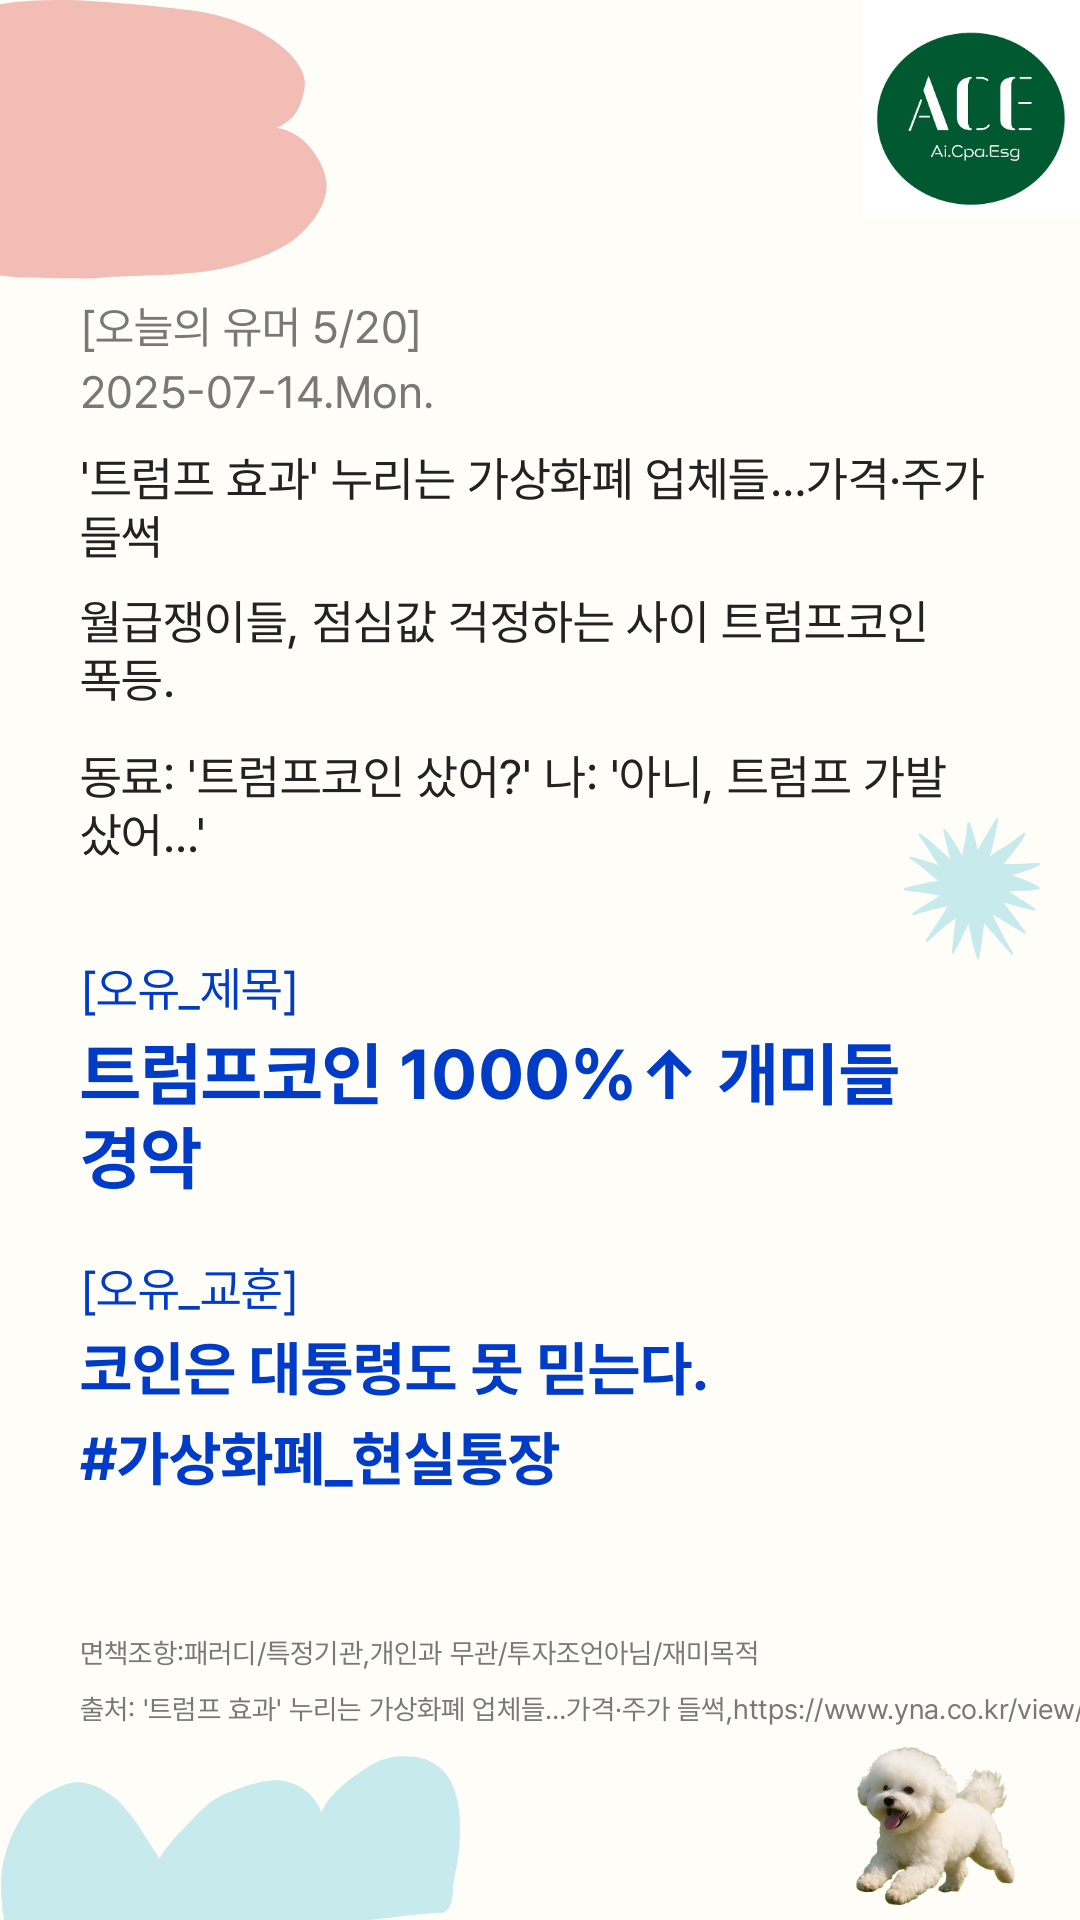 ACE
Ai.Cpa.Esg
[오늘의 유머 5/20]
2025-07-14.Mon.
'트럼프 효과' 누리는 가상화폐 업체들...가격·주가
들썩
월급쟁이들, 점심값 걱정하는 사이 트럼프코인
폭등.
동료: '트럼프코인 샀어?' 나: '아니, 트럼프 가발
샀어...'
[오유_제목]
트럼프코인 1000%↑ 개미들
경악
[오유_교훈]
코인은 대통령도 못 믿는다.
#가상화폐_현실통장
면책조항:패러디/특정기관,개인과 무관/투자조언아님/재미목적
출처: '트럼프 효과' 누리는 가상화폐 업체들...가격·주가 들썩,https://www.yna.co.kr/view/